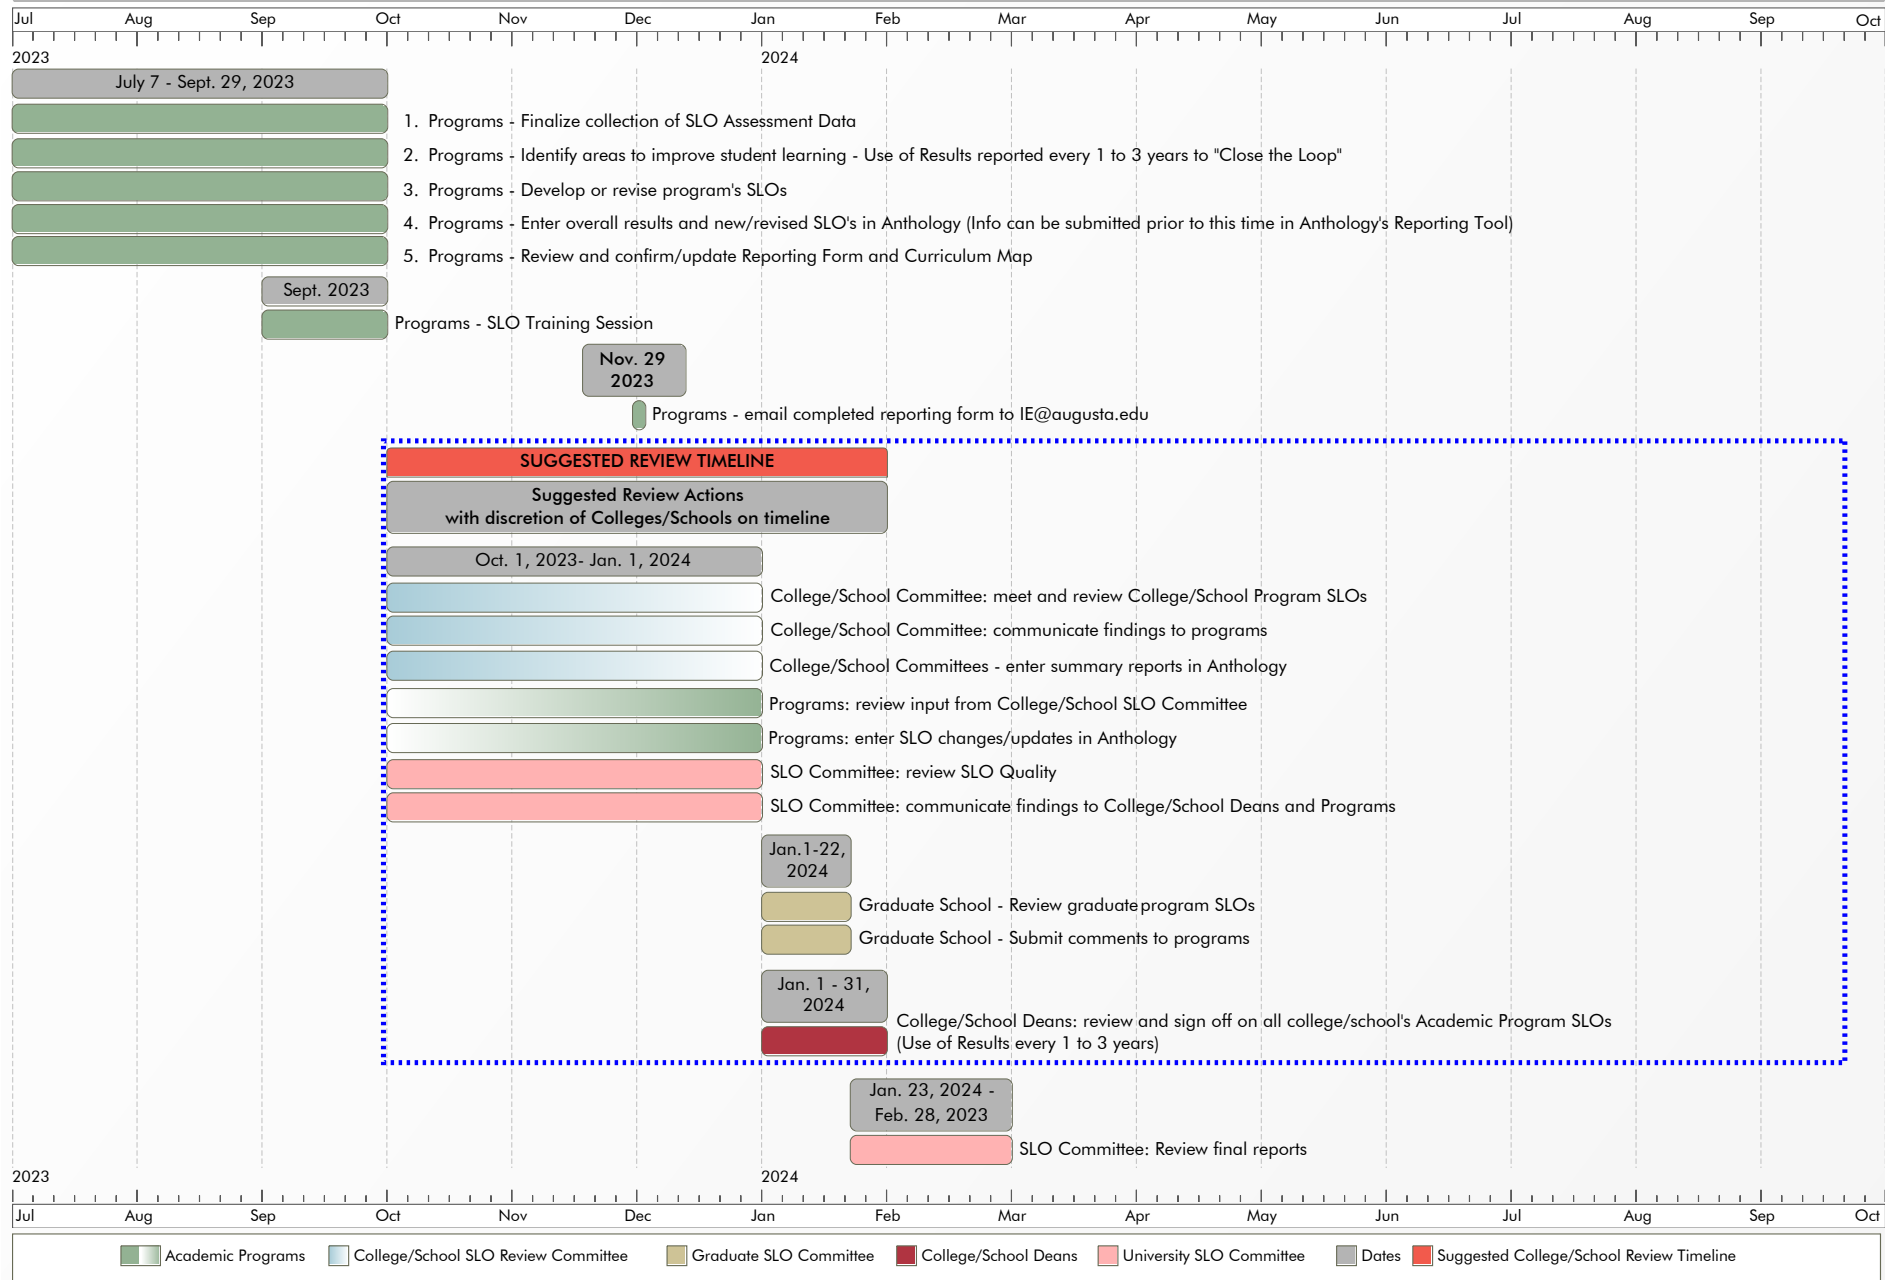 Jul Aug Sep Oct Nov Dec Jan Feb Mar Apr May Jun Jul Aug Sep Oct
2023 2024
July 7 - Sept. 29, 2023
1. Programs - Finalize collection of SLO Assessment Data
2. Programs - Identify areas to improve student learning - Use of Results reported every 1 to 3 years to "Close the Loop"
3. Programs - Develop or revise program's SLOs
4. Programs - Enter overall results and new/revised SLO's in Anthology (Info can be submitted prior to this time in Anthology's Reporting Tool)
5. Programs - Review and confirm/update Reporting Form and Curriculum Map
Sept. 2023
Programs - SLO Training Session
Nov. 29
2023
Programs - email completed reporting form to IE@augusta.edu
SUGGESTED REVIEW TIMELINE
Suggested Review Actions
with discretion of Colleges/Schools on timeline
Oct. 1, 2023- Jan. 1, 2024
College/School Committee: meet and review College/School Program SLOs
College/School Committee: communicate findings to programs
College/School Committees - enter summary reports in Anthology
Programs: review input from College/School SLO Committee
Programs: enter SLO changes/updates in Anthology
SLO Committee: review SLO Quality
SLO Committee: communicate findings to College/School Deans and Programs
Jan.1-22,
2024
Graduate School - Review graduate program SLOs
Graduate School - Submit comments to programs
Jan. 1 - 31,
2024
College/School Deans: review and sign off on all college/school's Academic Program SLOs
(Use of Results every 1 to 3 years)
Jan. 23, 2024 -
Feb. 28, 2023
SLO Committee: Review final reports
2023 2024
Jul Aug Sep Oct Nov Dec Jan Feb Mar Apr May Jun Jul Aug Sep Oct
Academic Programs College/School SLO Review Committee Graduate SLO Committee College/School Deans University SLO Committee Dates Suggested College/School Review Timeline